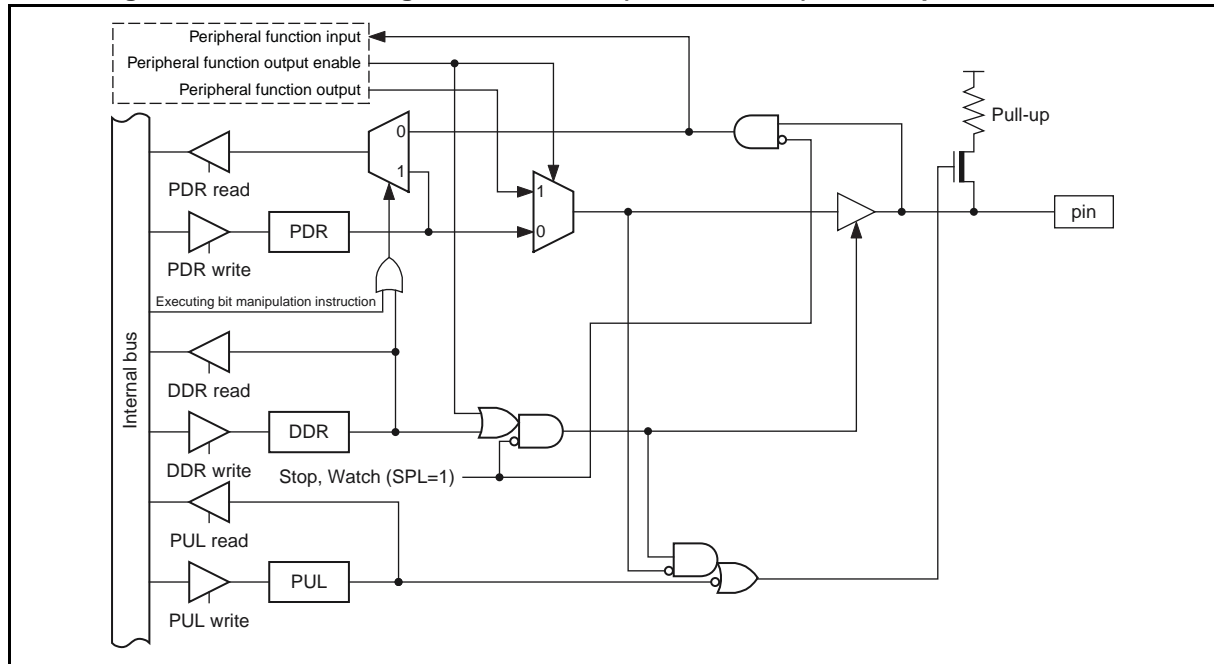 Peripheral function input
Peripheral function output enable
Peripheral function output
Pull-up
0
1
PDR read
1
0
pin
PDR
PDR write
Executing bit manipulation instruction
Internal bus
DDR read
DDR
DDR write
Stop, Watch (SPL=1)
PUL read
PUL
PUL write